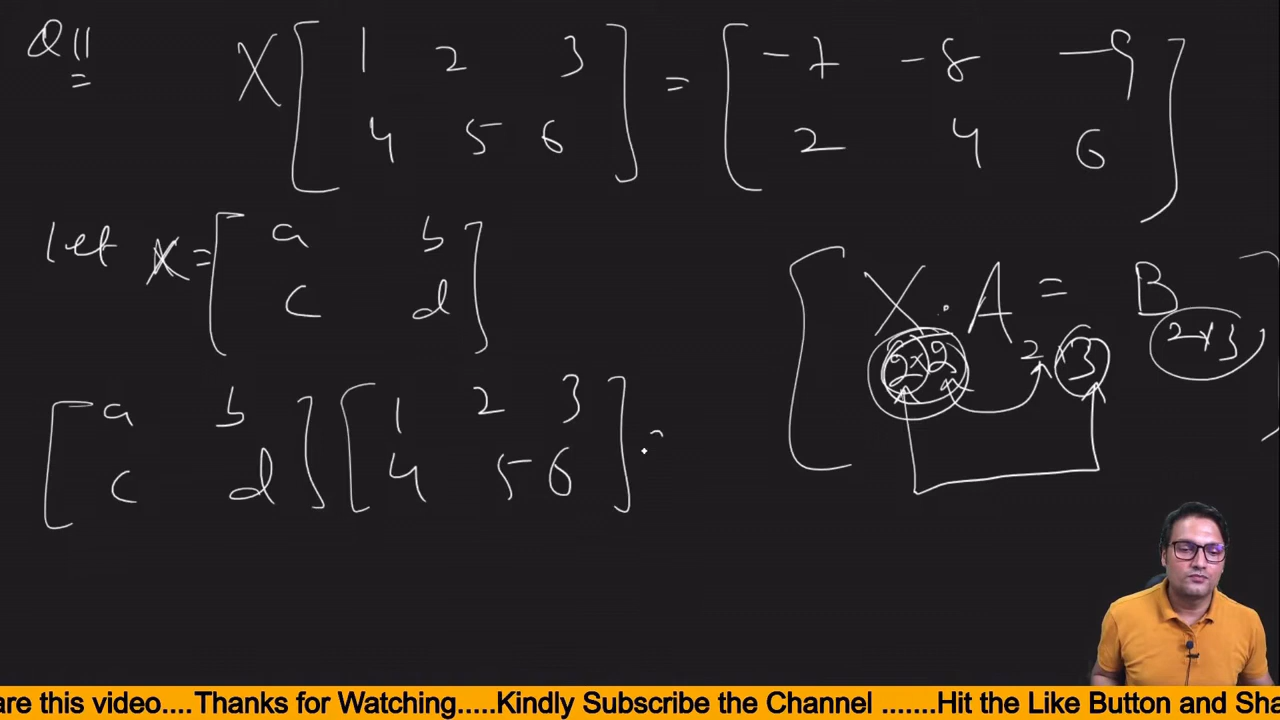 Q11
X [ 1 2 3 ] = [ -7 -8 -9 ]
[ 4 5 6 ] [ 2 4 6 ]
let X = [ a b ]
[ c d ]
[ X . A = B ]
2×2 2×3 2×3
[ a b ] [ 1 2 3 ] =
[ c d ] [ 4 5 6 ]
are this video....Thanks for Watching.....Kindly Subscribe the Channel .......Hit the Like Button and Sha